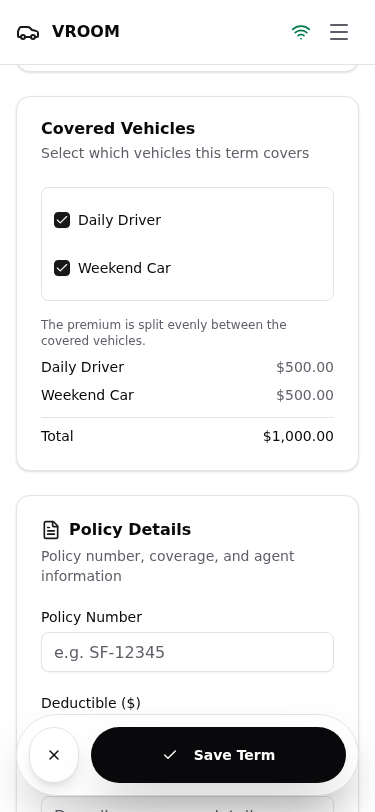 VROOM
Covered Vehicles
Select which vehicles this term covers
Daily Driver
Weekend Car
The premium is split evenly between the
covered vehicles.
Daily Driver $500.00
Weekend Car $500.00
Total $1,000.00
Policy Details
Policy number, coverage, and agent
information
Policy Number
e.g. SF-12345
Deductible ($)
Save Term